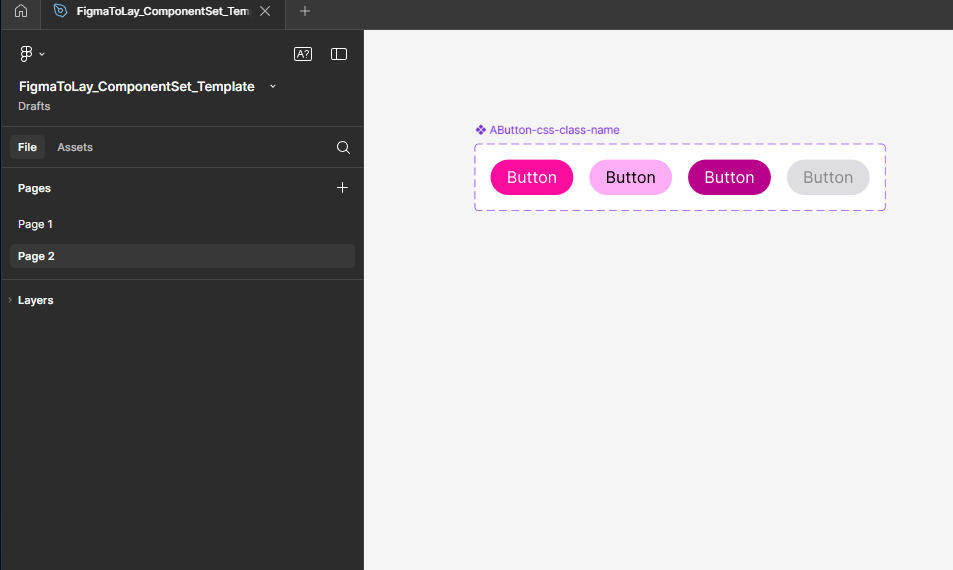 FigmaToLay_ComponentSet_Tem
A?
FigmaToLay_ComponentSet_Template
Drafts
File Assets
Pages
Page 1
Page 2
Layers
AButton-css-class-name
Button Button Button Button